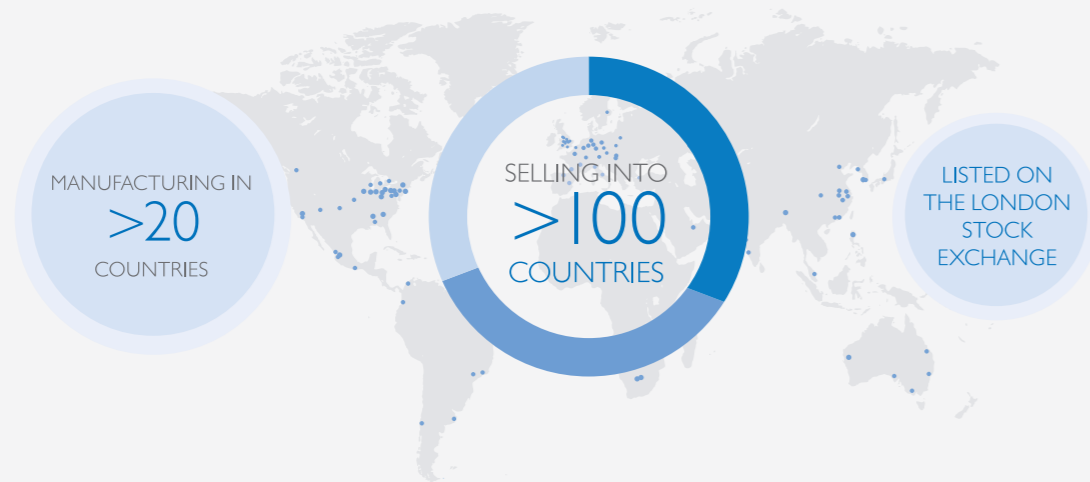 MANUFACTURING IN
>20
COUNTRIES
SELLING INTO
>100
COUNTRIES
LISTED ON
THE LONDON
STOCK
EXCHANGE